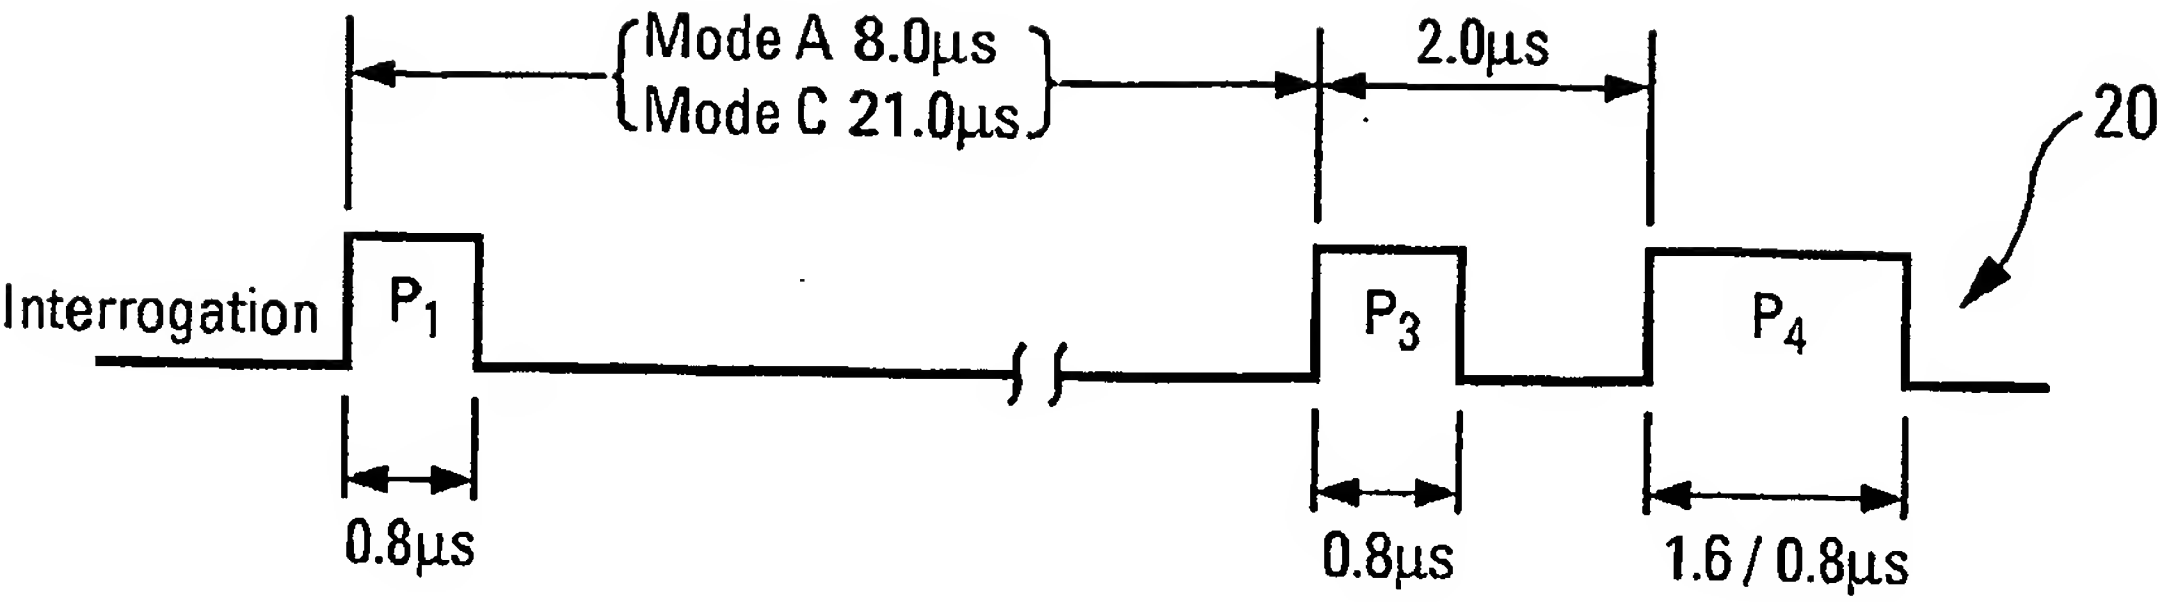 Mode A 8.0μs
Mode C 21.0μs
2.0μs
20
Interrogation
P1
P3
P4
0.8μs
0.8μs
1.6 / 0.8μs